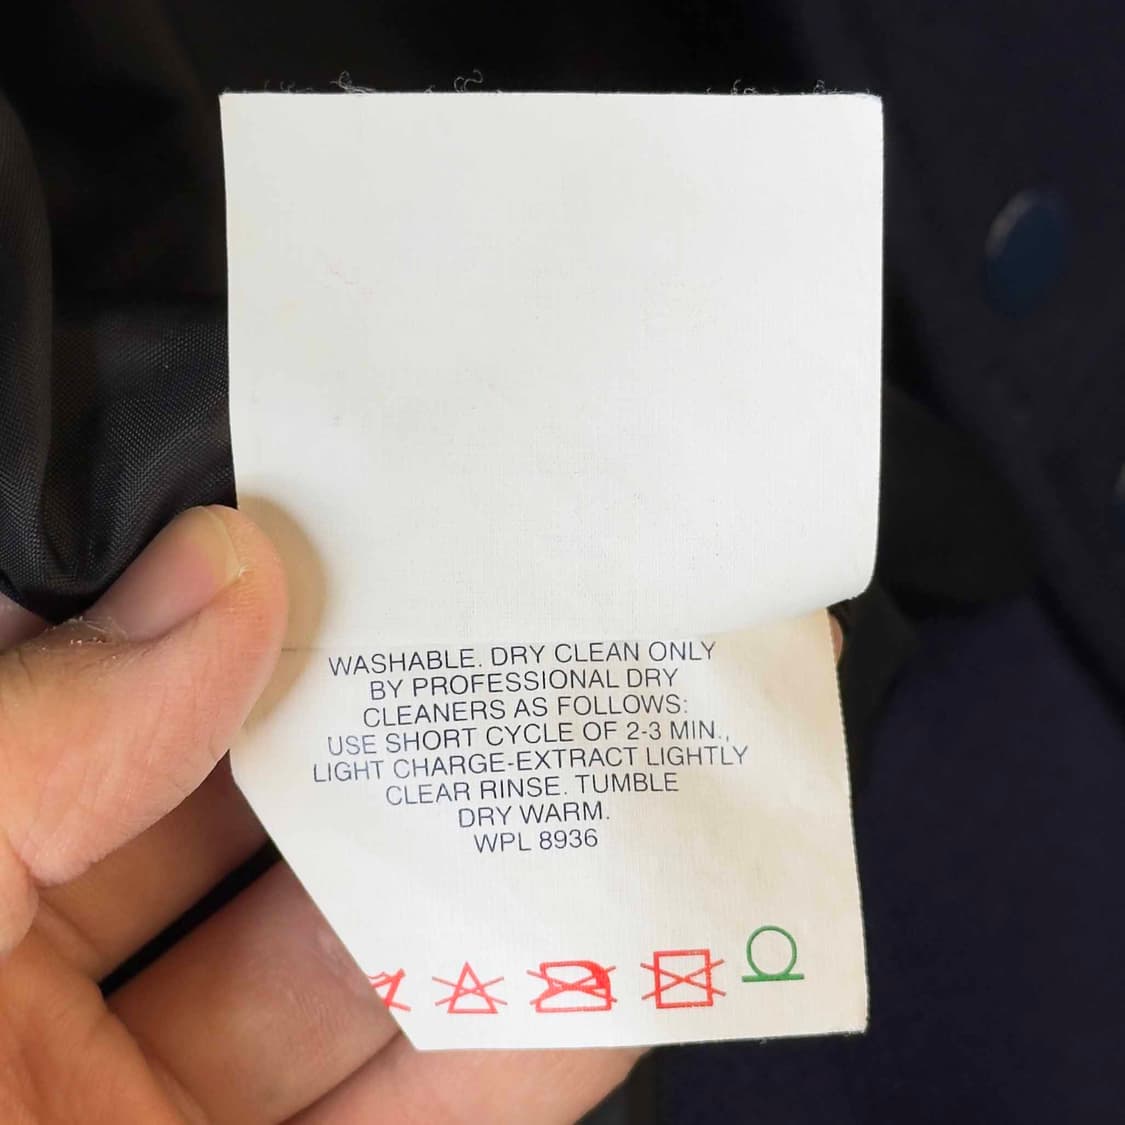 WASHABLE. DRY CLEAN ONLY
BY PROFESSIONAL DRY
CLEANERS AS FOLLOWS:
USE SHORT CYCLE OF 2-3 MIN.,
LIGHT CHARGE-EXTRACT LIGHTLY
CLEAR RINSE. TUMBLE
DRY WARM.
WPL 8936